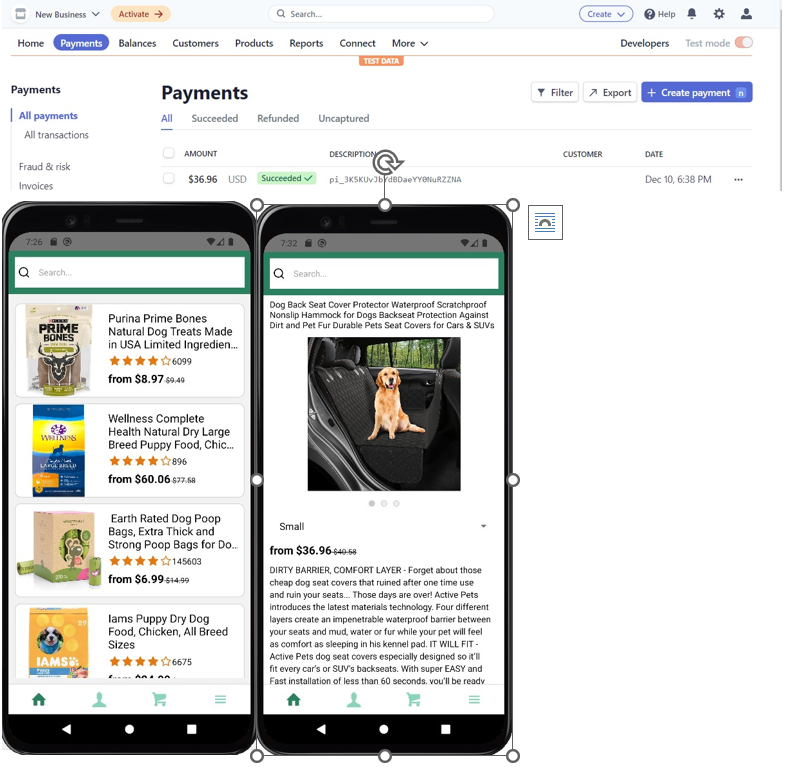 New Business
Activate →
Search...
Create
Help
Home
Payments
Balances
Customers
Products
Reports
Connect
More
Developers
Test mode
TEST DATA
Payments
All payments
All transactions
Fraud & risk
Invoices
Payments
Filter
Export
+ Create payment n
All
Succeeded
Refunded
Uncaptured
AMOUNT
DESCRIPTION
CUSTOMER
DATE
$36.96 USD
Succeeded ✓
Dec 10, 6:38 PM
7:26
Search...
PRIME
BONES
Purina Prime Bones
Natural Dog Treats Made
in USA Limited Ingredien...
6099
from $8.97 $9.49
WELLNESS
LARGE BREED
Wellness Complete
Health Natural Dry Large
Breed Puppy Food, Chic...
896
from $60.06 $77.58
Earth Rated Dog Poop
Bags, Extra Thick and
Strong Poop Bags for Do...
145603
from $6.99 $14.99
IAMS
Iams Puppy Dry Dog
Food, Chicken, All Breed
Sizes
6675
7:32
Search...
Dog Back Seat Cover Protector Waterproof Scratchproof
Nonslip Hammock for Dogs Backseat Protection Against
Dirt and Pet Fur Durable Pets Seat Covers for Cars & SUVs
Small
from $36.96 $40.58
DIRTY BARRIER, COMFORT LAYER - Forget about those
cheap dog seat covers that ruined after one time use
and ruin your seats... Those days are over! Active Pets
introduces the latest materials technology. Four different
layers create an impenetrable waterproof barrier between
your seats and mud, water or fur while your pet will feel
as comfort as sleeping in his kennel pad. IT WILL FIT -
Active Pets dog seat covers especially designed so it'll
fit every car's or SUV's backseats. With super EASY and
Fast installation of less than 60 seconds, you'll be ready